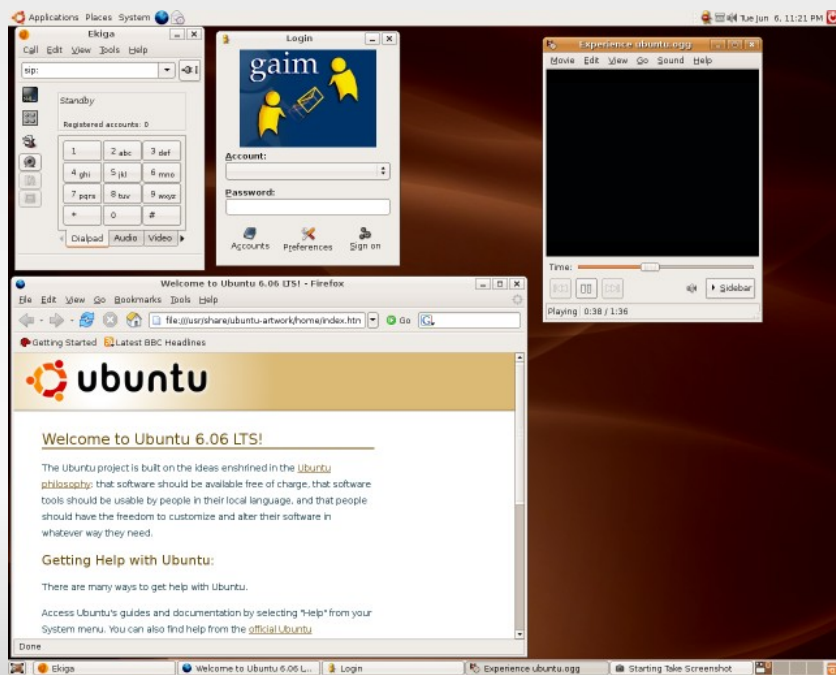 Applications Places System
Tue Jun 6, 11:21 PM
Ekiga
Call Edit View Tools Help
sip:
Standby
Registered accounts: 0
1 2 abc 3 def
4 ghi 5 jkl 6 mno
7 pqrs 8 tuv 9 wxyz
* 0 #
Dialpad Audio Video
Login
gaim
Account:
Password:
Accounts Preferences Sign on
Experience ubuntu.ogg
Movie Edit View Go Sound Help
Time:
Sidebar
Playing 0:38 / 1:36
Welcome to Ubuntu 6.06 LTS! - Firefox
File Edit View Go Bookmarks Tools Help
file:///usr/share/ubuntu-artwork/home/index.htm Go G
Getting Started Latest BBC Headlines
ubuntu
Welcome to Ubuntu 6.06 LTS!
The Ubuntu project is built on the ideas enshrined in the Ubuntu
philosophy: that software should be available free of charge, that software
tools should be usable by people in their local language, and that people
should have the freedom to customize and alter their software in
whatever way they need.
Getting Help with Ubuntu:
There are many ways to get help with Ubuntu.
Access Ubuntu's guides and documentation by selecting "Help" from your
System menu. You can also find help from the official Ubuntu
Done
Ekiga
Welcome to Ubuntu 6.06 L...
Login
Experience ubuntu.ogg
Starting Take Screenshot